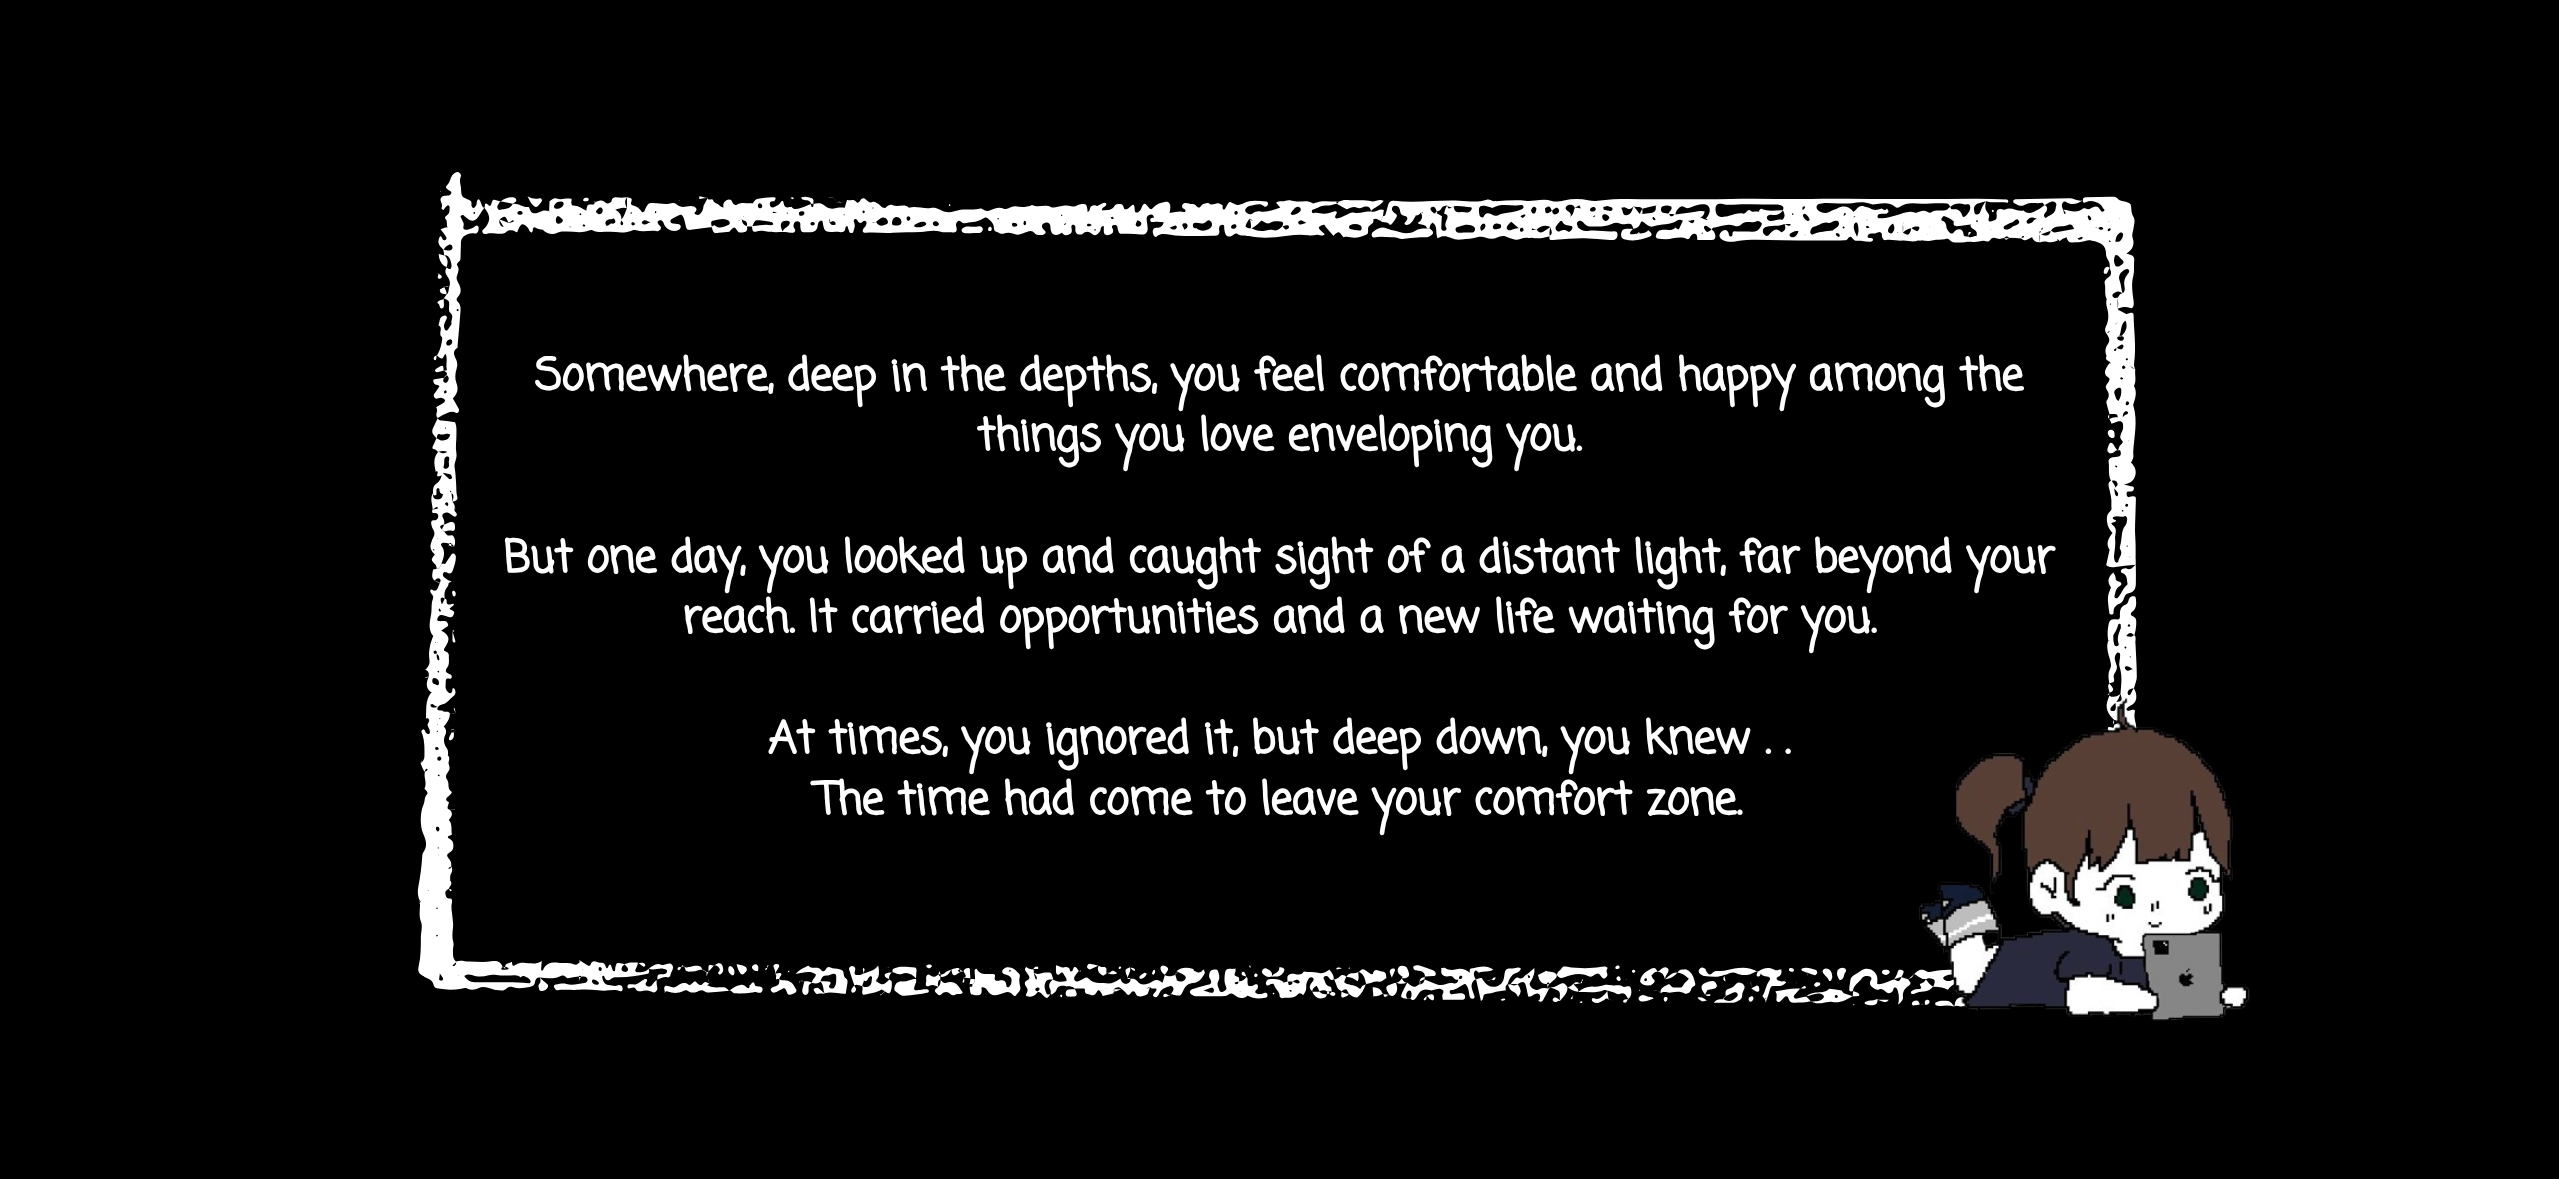 Somewhere, deep in the depths, you feel comfortable and happy among the
things you love enveloping you.
But one day, you looked up and caught sight of a distant light, far beyond your
reach. It carried opportunities and a new life waiting for you.
At times, you ignored it, but deep down, you knew . .
The time had come to leave your comfort zone.